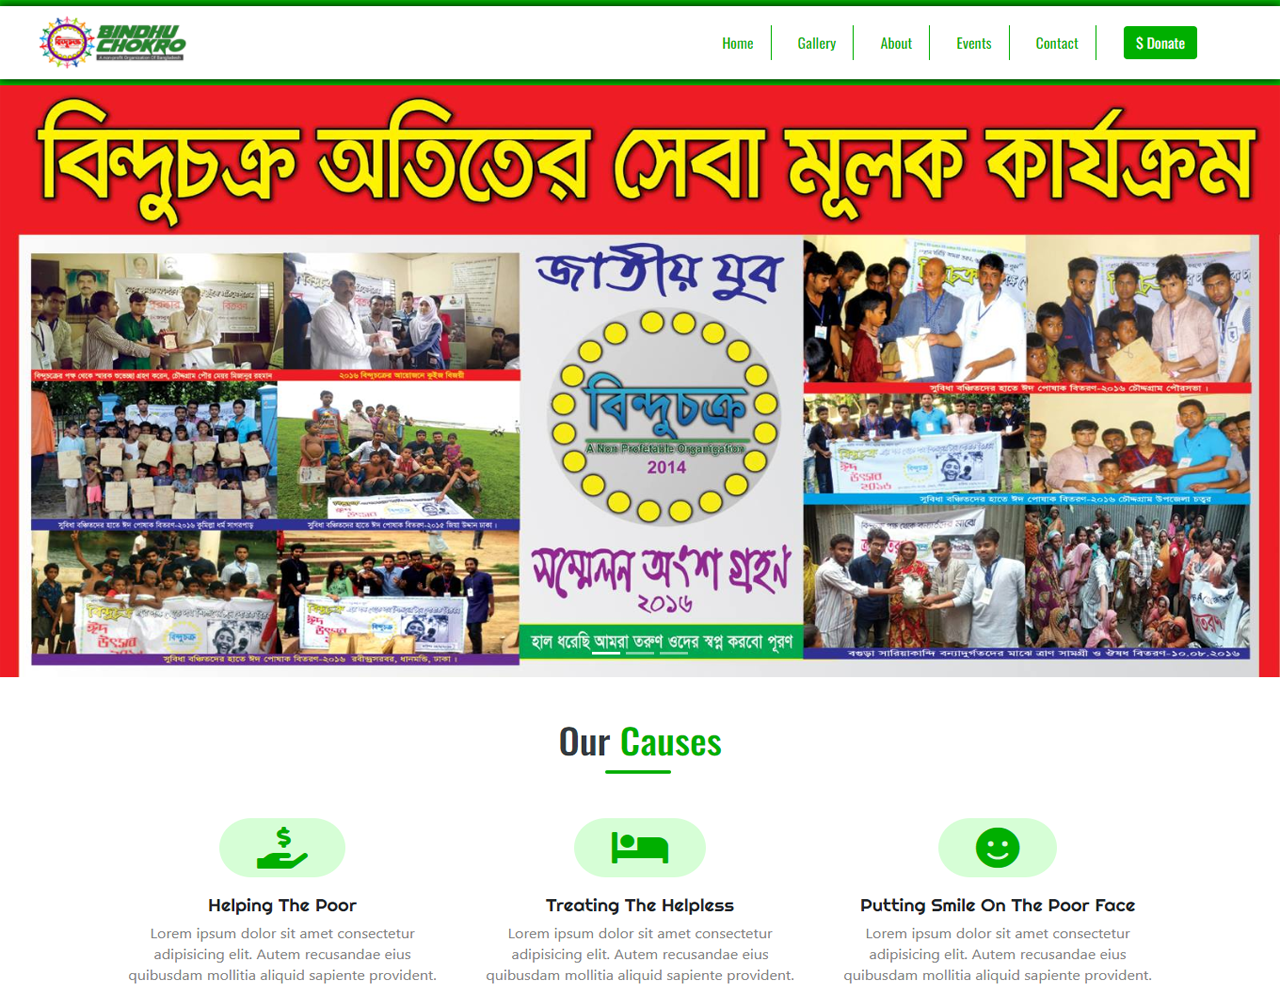 BINDHU
CHOKRO
বিন্দুচক্র
A non-profit Organization Of Bangladesh
Home
Gallery
About
Events
Contact
$ Donate
বিন্দুচক্র অতিতের সেবা মূলক কার্যক্রম
জাতীয় যুব
বিন্দুচক্র
A Non Profetable Organigation
2014
সম্মেলন অংশ গ্রহন
২০১৬
হাল ধরেছি আমরা তরুণ ওদের স্বপ্ন করবো পূরণ
বিন্দুচক্রের পক্ষ থেকে স্মারক শুভেচ্ছা গ্রহণ করেন, চৌদ্দগ্রাম পৌর মেয়র মিজানুর রহমান
২০১৬ বিন্দুচক্রের আয়োজনে কুইজ বিজয়ী
সুবিধা বঞ্চিতদের হাতে ঈদ পোষাক বিতরণ-২০১৬ কুমিল্লা ধর্ম সাগরপাড়
সুবিধা বঞ্চিতদের হাতে ঈদ পোষাক বিতরণ-২০১৫ জিয়া উদ্দান ঢাকা।
সুবিধা বঞ্চিতদের হাতে ঈদ পোষাক বিতরণ-২০১৬ রবীন্দ্রসরবর, ধানমন্ডি, ঢাকা।
সুবিধা বঞ্চিতদের হাতে ঈদ পোষাক বিতরণ-২০১৬ চৌদ্দগ্রাম পৌরসভা।
সুবিধা বঞ্চিতদের হাতে ঈদ পোষাক বিতরণ-২০১৬ চৌদ্দগ্রাম উপজেলা চত্বর
বগুড়া সারিয়াকান্দি বন্যাদুর্গতদের মাঝে ত্রাণ সামগ্রী ও ঔষধ বিতরণ-১০.০৮.২০১৬
Our Causes
Helping The Poor
Lorem ipsum dolor sit amet consectetur
adipisicing elit. Autem recusandae eius
quibusdam mollitia aliquid sapiente provident.
Treating The Helpless
Lorem ipsum dolor sit amet consectetur
adipisicing elit. Autem recusandae eius
quibusdam mollitia aliquid sapiente provident.
Putting Smile On The Poor Face
Lorem ipsum dolor sit amet consectetur
adipisicing elit. Autem recusandae eius
quibusdam mollitia aliquid sapiente provident.